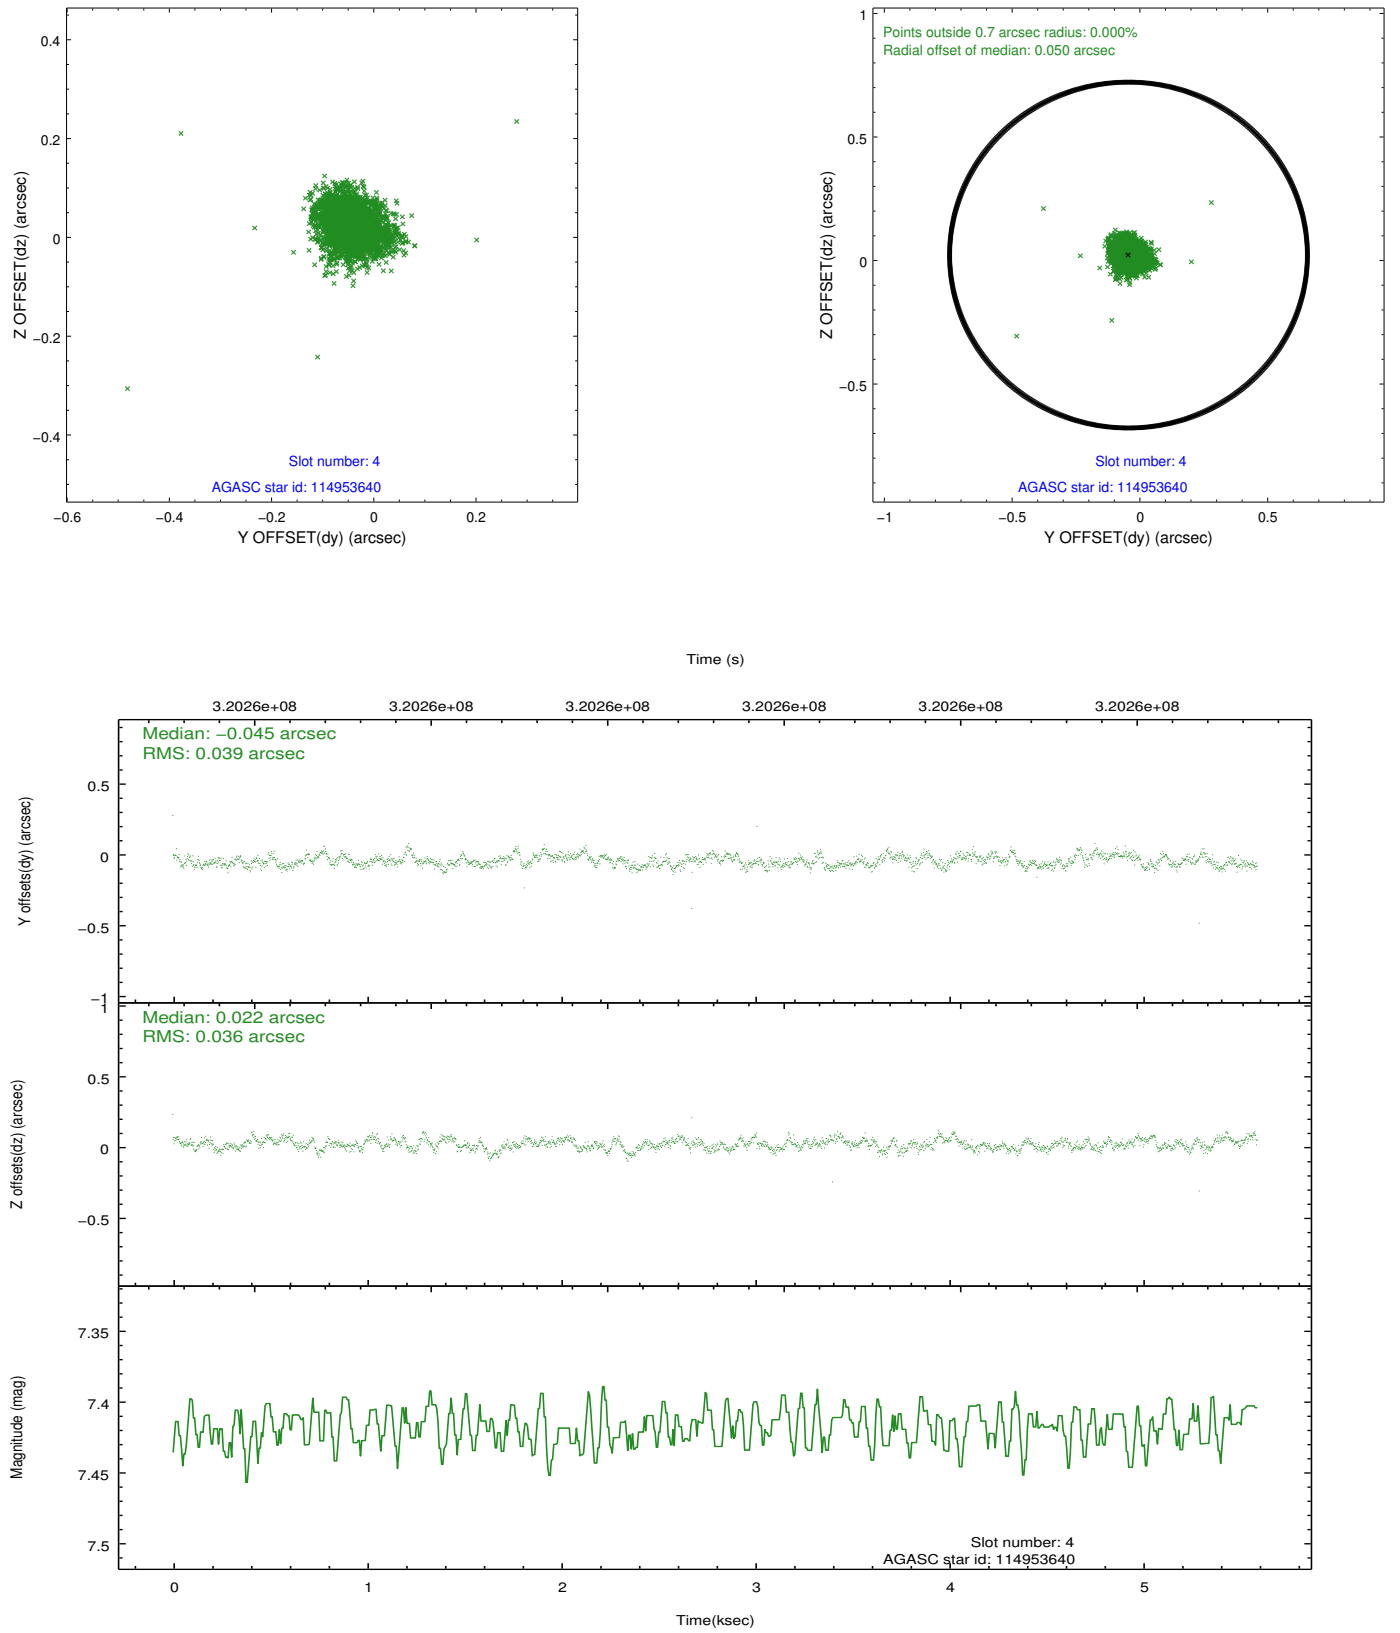 0.4
0.2
0
−0.2
−0.4
Z OFFSET(dz) (arcsec)
Slot number: 4
AGASC star id: 114953640
−0.6
−0.4
−0.2
0
0.2
Y OFFSET(dy) (arcsec)
1
0.5
0
−0.5
Z OFFSET(dz) (arcsec)
Points outside 0.7 arcsec radius: 0.000%
Radial offset of median: 0.050 arcsec
Slot number: 4
AGASC star id: 114953640
−1
−0.5
0
0.5
Y OFFSET(dy) (arcsec)
Time (s)
3.2026e+08
3.2026e+08
3.2026e+08
3.2026e+08
3.2026e+08
3.2026e+08
Median: −0.045 arcsec
RMS: 0.039 arcsec
0.5
0
−0.5
−1
Y offsets(dy) (arcsec)
1
Median: 0.022 arcsec
RMS: 0.036 arcsec
0.5
0
−0.5
Z offsets(dz) (arcsec)
7.35
7.4
7.45
7.5
Magnitude (mag)
Slot number: 4
AGASC star id: 114953640
0
1
2
3
4
5
Time(ksec)